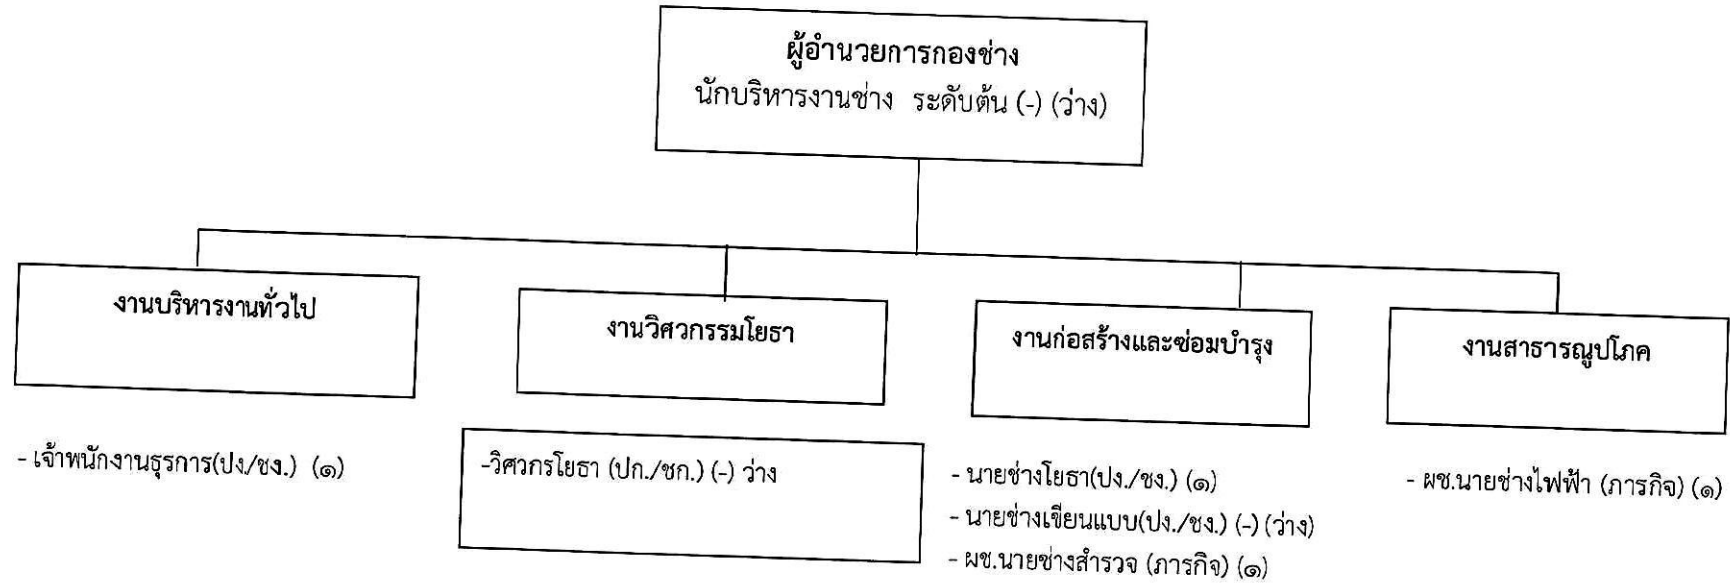 ผู้อำนวยการกองช่าง
นักบริหารงานช่าง ระดับต้น (-) (ว่าง)
งานบริหารงานทั่วไป
งานวิศวกรรมโยธา
งานก่อสร้างและซ่อมบำรุง
งานสาธารณูปโภค
- เจ้าพนักงานธุรการ(ปง./ชง.) (๑)
-วิศวกรโยธา (ปก./ชก.) (-) ว่าง
- นายช่างโยธา(ปง./ชง.) (๑)
- นายช่างเขียนแบบ(ปง./ชง.) (-) (ว่าง)
- ผช.นายช่างสำรวจ (ภารกิจ) (๑)
- ผช.นายช่างไฟฟ้า (ภารกิจ) (๑)